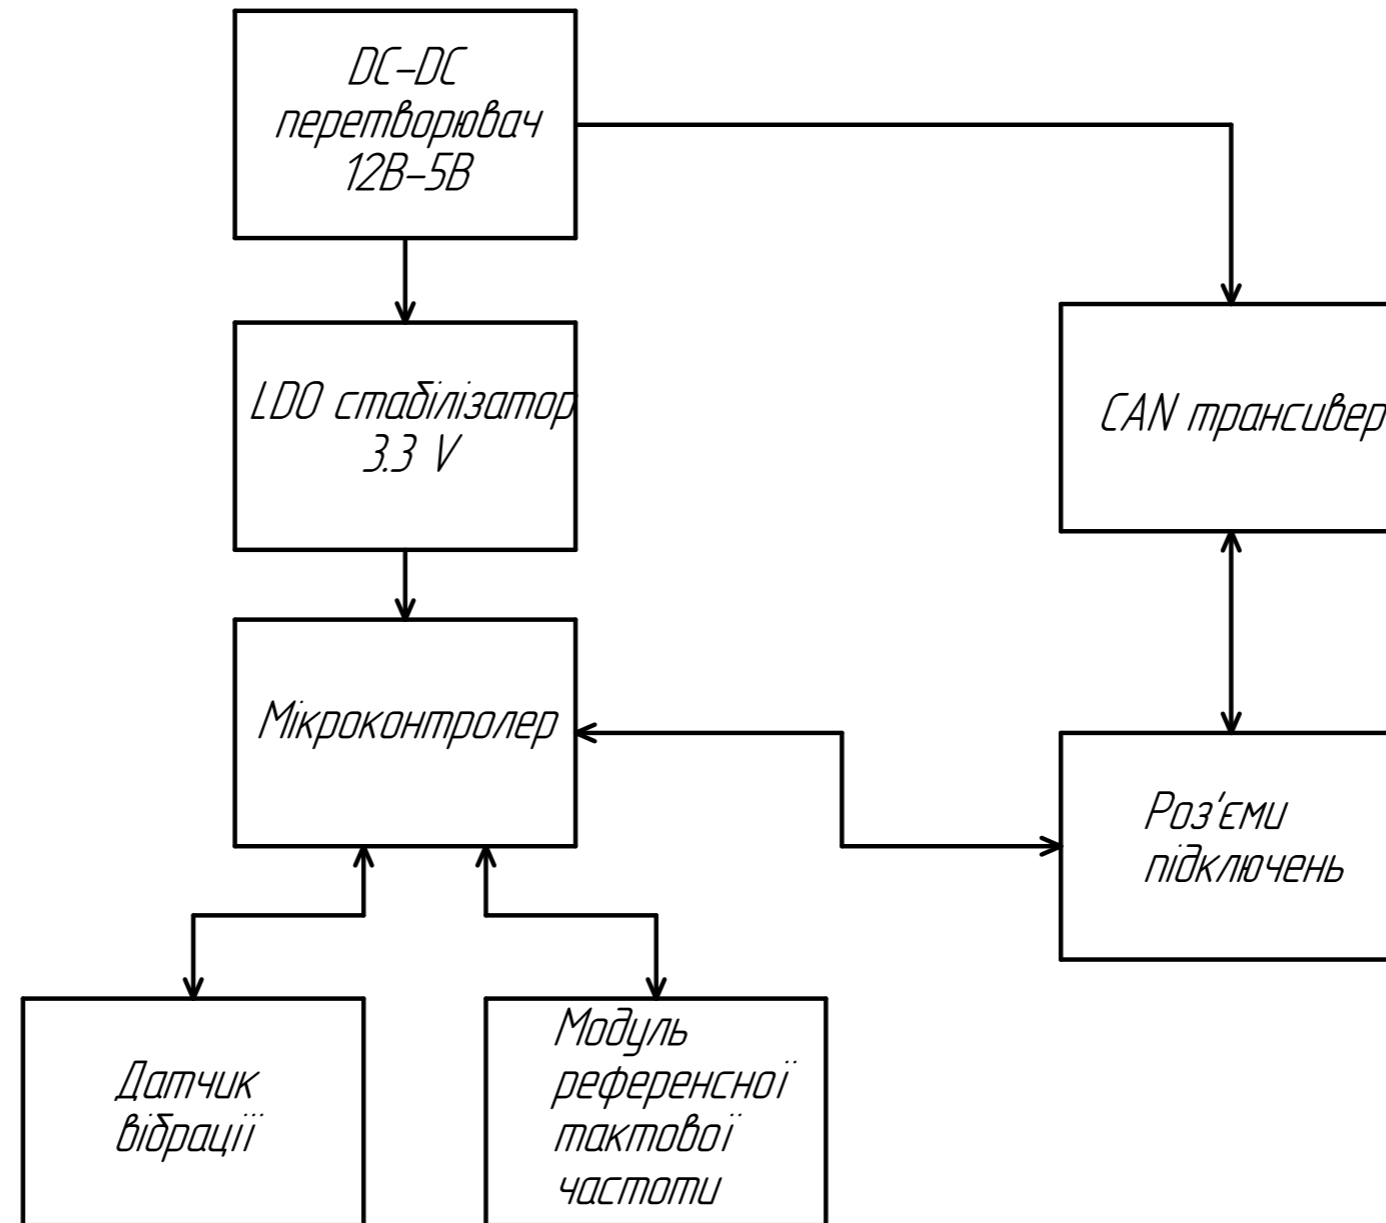 DC-DC
перетворювач
12В-5В
LDO стабілізатор
3.3 V
CAN трансивер
Мікроконтролер
Роз'єми
підключень
Датчик
вібрації
Модуль
референсної
тактової
частоти